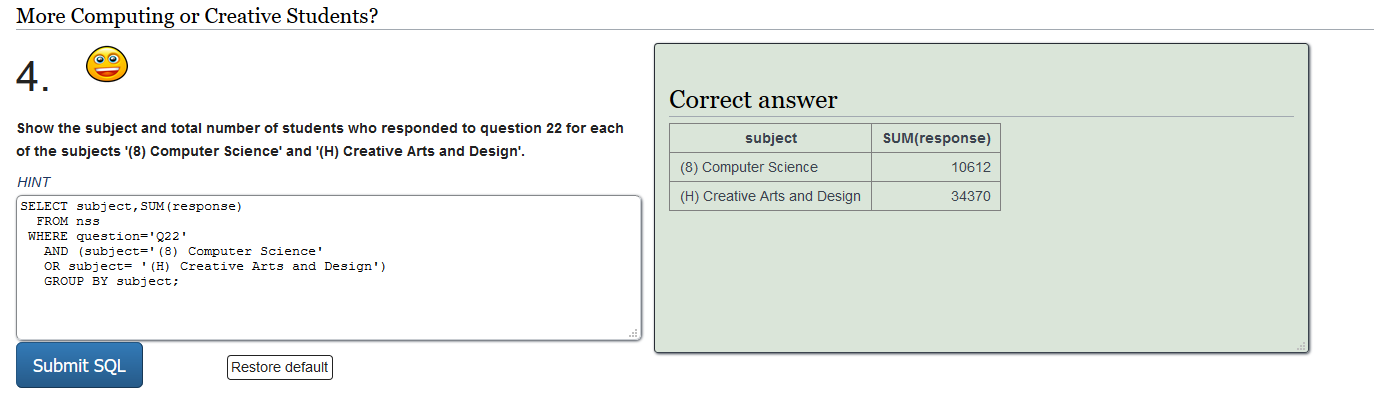 More Computing or Creative Students?
4.
Show the subject and total number of students who responded to question 22 for each
of the subjects '(8) Computer Science' and '(H) Creative Arts and Design'.
HINT
SELECT subject,SUM(response)
FROM nss
WHERE question='Q22'
AND (subject='(8) Computer Science'
OR subject= '(H) Creative Arts and Design')
GROUP BY subject;
Submit SQL
Restore default
Correct answer
subject SUM(response)
(8) Computer Science 10612
(H) Creative Arts and Design 34370